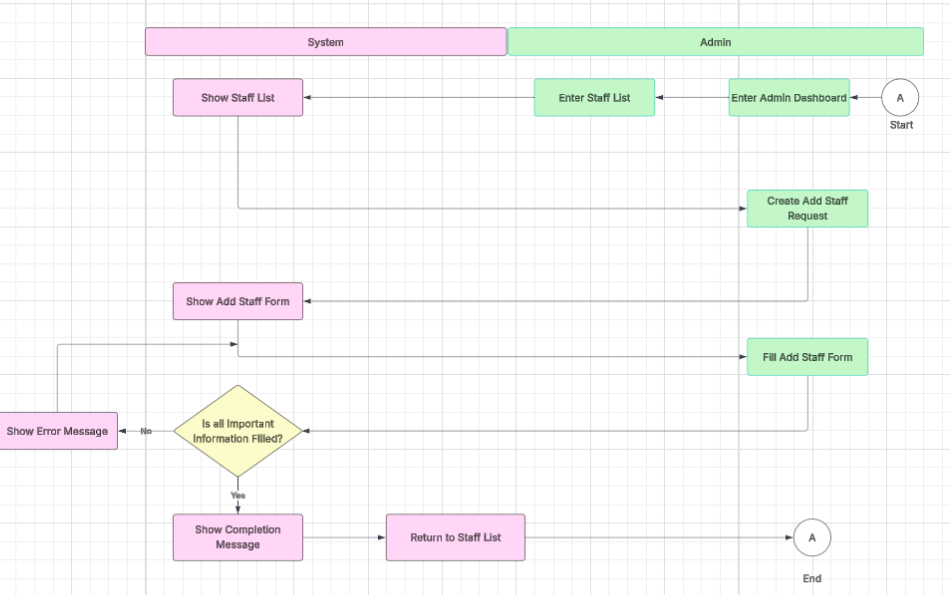 System
Admin
Show Staff List
Enter Staff List
Enter Admin Dashboard
A
Start
Create Add Staff
Request
Show Add Staff Form
Fill Add Staff Form
Show Error Message
No
Is all Important
Information Filled?
Yes
Show Completion
Message
Return to Staff List
A
End